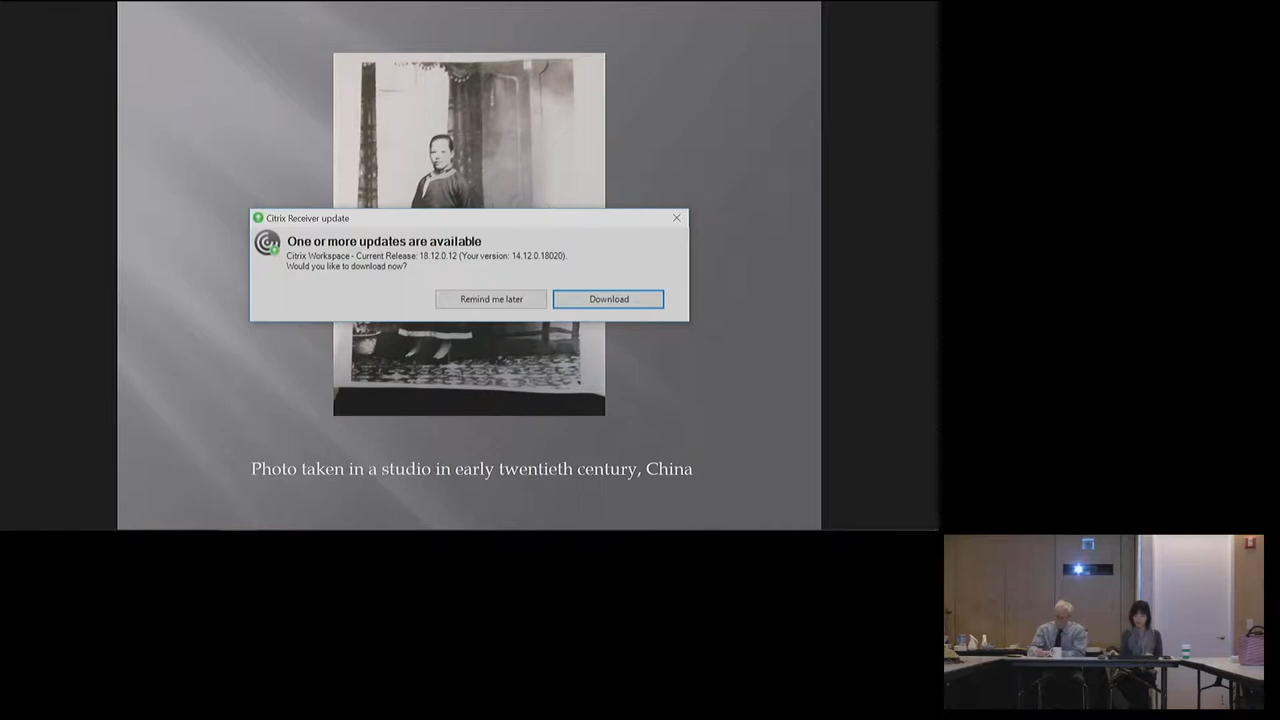 Citrix Receiver update
One or more updates are available
Citrix Workspace - Current Release: 18.12.0.12 (Your version: 14.12.0.18020).
Would you like to download now?
Remind me later
Download
Photo taken in a studio in early twentieth century, China